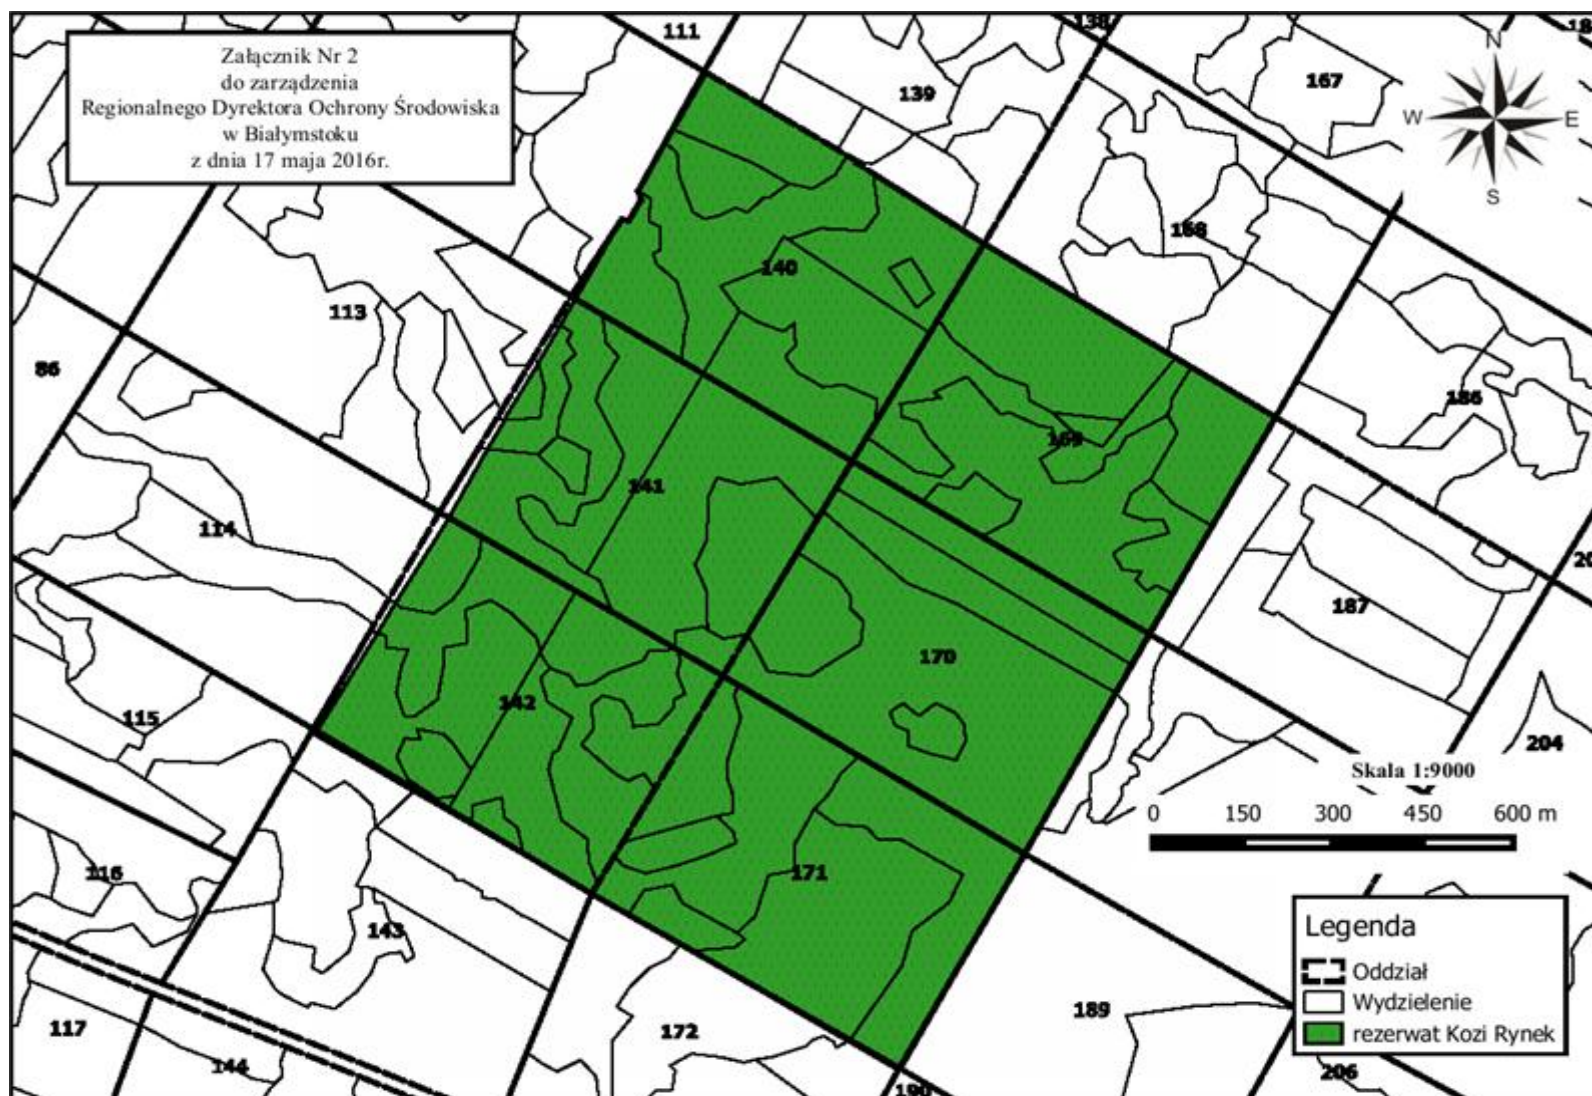 Załącznik Nr 2
do zarządzenia
Regionalnego Dyrektora Ochrony Środowiska
w Białymstoku
z dnia 17 maja 2016r.
111
138
139
167
N
W
E
S
168
140
113
86
186
169
141
114
187
170
142
115
204
Skala 1:9000
0 150 300 450 600 m
116
171
143
Legenda
Oddział
Wydzielenie
rezerwat Kozi Rynek
117
172
189
144
206
190